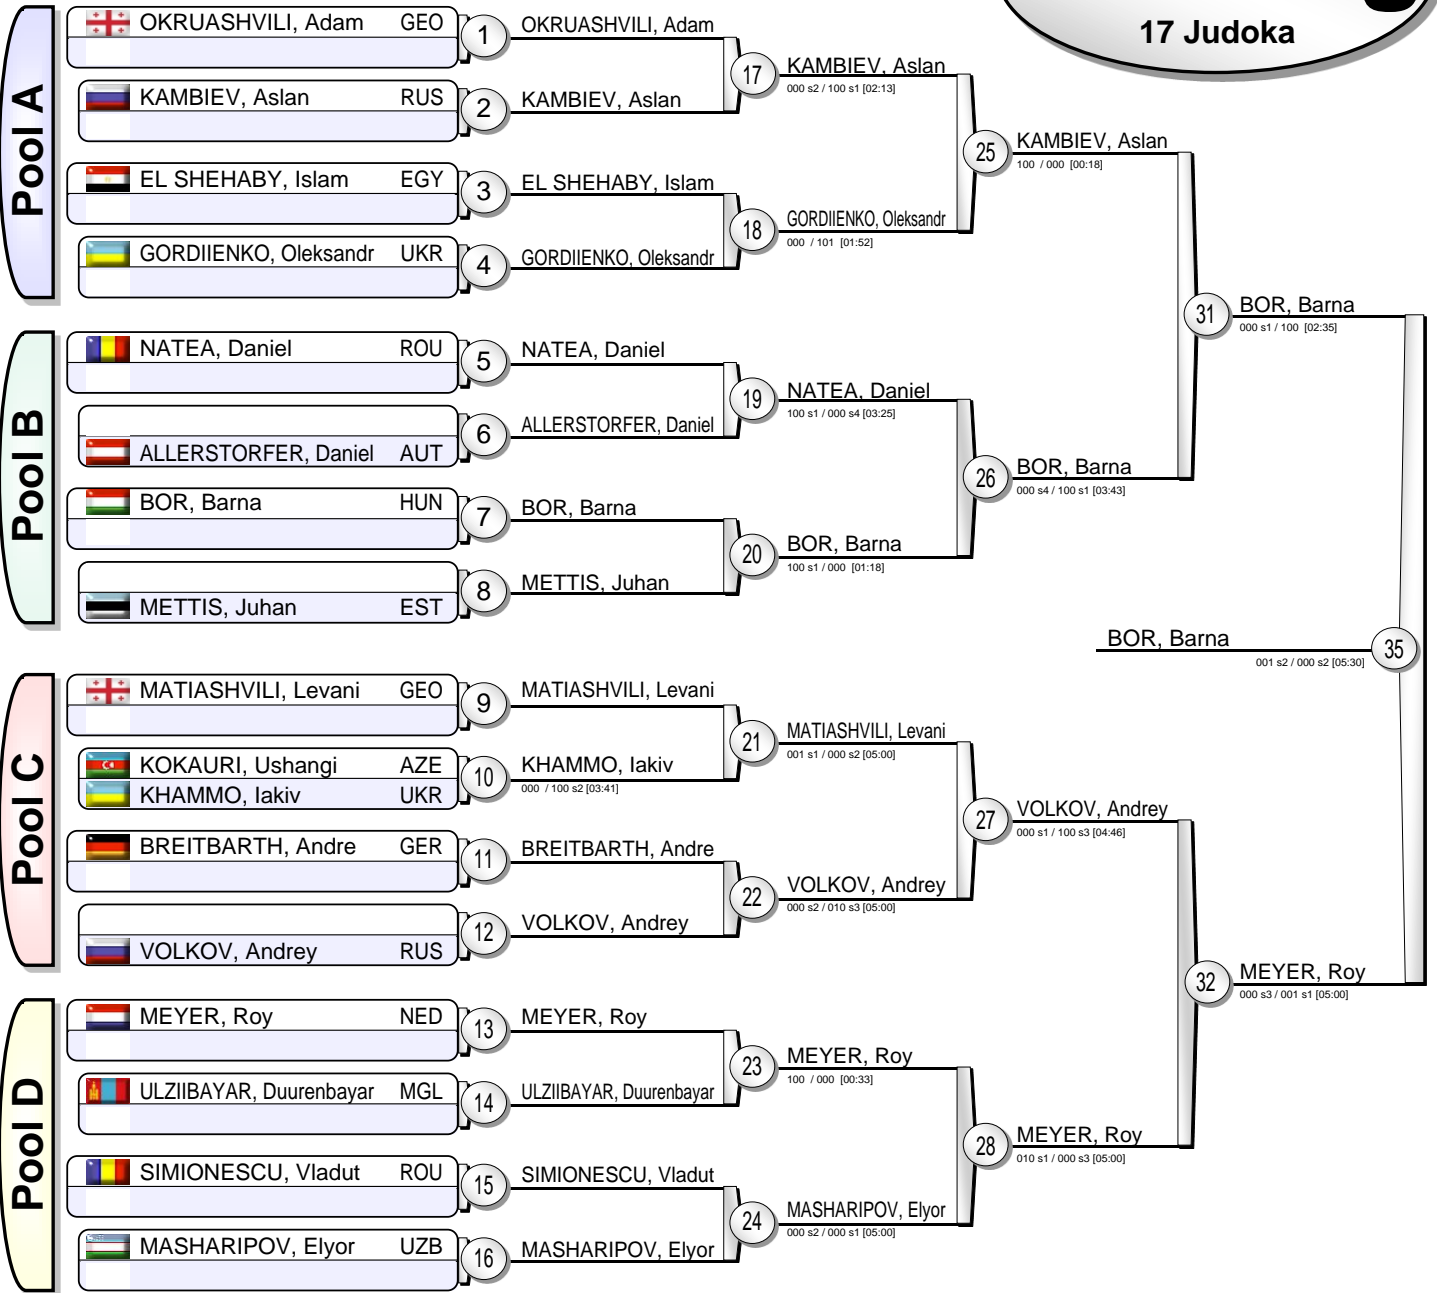 17 Judoka
Pool A
OKRUASHVILI, Adam GEO
1
OKRUASHVILI, Adam
KAMBIEV, Aslan RUS
2
KAMBIEV, Aslan
17
KAMBIEV, Aslan
000 s2 / 100 s1 [02:13]
EL SHEHABY, Islam EGY
3
EL SHEHABY, Islam
GORDIIENKO, Oleksandr UKR
4
GORDIIENKO, Oleksandr
18
GORDIIENKO, Oleksandr
000 / 101 [01:52]
25
KAMBIEV, Aslan
100 / 000 [00:18]
Pool B
NATEA, Daniel ROU
5
NATEA, Daniel
ALLERSTORFER, Daniel AUT
6
ALLERSTORFER, Daniel
19
NATEA, Daniel
100 s1 / 000 s4 [03:25]
BOR, Barna HUN
7
BOR, Barna
METTIS, Juhan EST
8
METTIS, Juhan
20
BOR, Barna
100 s1 / 000 [01:18]
26
BOR, Barna
000 s4 / 100 s1 [03:43]
31
BOR, Barna
000 s1 / 100 [02:35]
BOR, Barna
001 s2 / 000 s2 [05:30]
35
Pool C
MATIASHVILI, Levani GEO
9
MATIASHVILI, Levani
KOKAURI, Ushangi AZE
KHAMMO, Iakiv UKR
10
KHAMMO, Iakiv
000 / 100 s2 [03:41]
21
MATIASHVILI, Levani
001 s1 / 000 s2 [05:00]
BREITBARTH, Andre GER
11
BREITBARTH, Andre
VOLKOV, Andrey RUS
12
VOLKOV, Andrey
22
VOLKOV, Andrey
000 s2 / 010 s3 [05:00]
27
VOLKOV, Andrey
000 s1 / 100 s3 [04:46]
Pool D
MEYER, Roy NED
13
MEYER, Roy
ULZIIBAYAR, Duurenbayar MGL
14
ULZIIBAYAR, Duurenbayar
23
MEYER, Roy
100 / 000 [00:33]
SIMIONESCU, Vladut ROU
15
SIMIONESCU, Vladut
MASHARIPOV, Elyor UZB
16
MASHARIPOV, Elyor
24
MASHARIPOV, Elyor
000 s2 / 000 s1 [05:00]
28
MEYER, Roy
010 s1 / 000 s3 [05:00]
32
MEYER, Roy
000 s3 / 001 s1 [05:00]